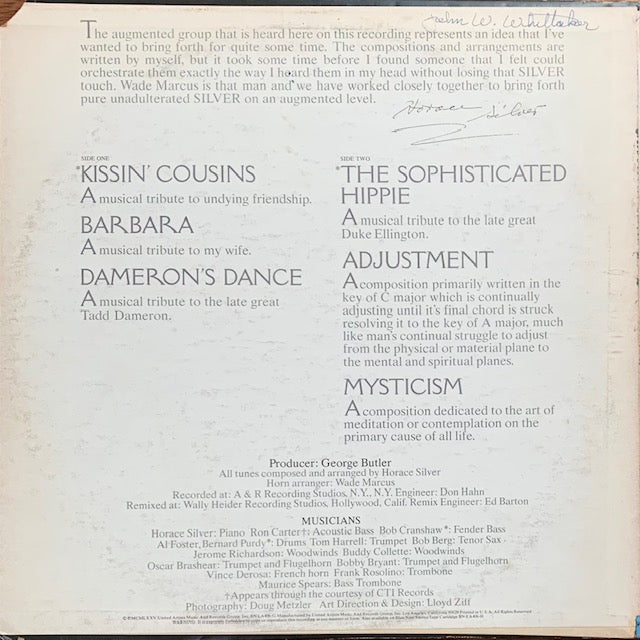 John W. Whittaker
The augmented group that is heard here on this recording represents an idea that I've
wanted to bring forth for quite some time. The compositions and arrangements are
written by myself, but it took some time before I found someone that I felt could
orchestrate them exactly the way I heard them in my head without losing that SILVER
touch. Wade Marcus is that man and we have worked closely together to bring forth
pure unadulterated SILVER on an augmented level.
Horace Silver
SIDE ONE
*KISSIN' COUSINS
A musical tribute to undying friendship.
BARBARA
A musical tribute to my wife.
DAMERON'S DANCE
A musical tribute to the late great
Tadd Dameron.
SIDE TWO
*THE SOPHISTICATED
HIPPIE
A musical tribute to the late great
Duke Ellington.
ADJUSTMENT
A composition primarily written in the
key of C major which is continually
adjusting until it's final chord is struck
resolving it to the key of A major, much
like man's continual struggle to adjust
from the physical or material plane to
the mental and spiritual planes.
MYSTICISM
A composition dedicated to the art of
meditation or contemplation on the
primary cause of all life.
Producer: George Butler
All tunes composed and arranged by Horace Silver
Horn arranger: Wade Marcus
Recorded at: A & R Recording Studios, N.Y., N.Y. Engineer: Don Hahn
Remixed at: Wally Heider Recording Studios, Hollywood, Calif. Remix Engineer: Ed Barton
MUSICIANS
Horace Silver: Piano Ron Carter†: Acoustic Bass Bob Cranshaw*: Fender Bass
Al Foster, Bernard Purdy*: Drums Tom Harrell: Trumpet Bob Berg: Tenor Sax
Jerome Richardson: Woodwinds Buddy Collette: Woodwinds
Oscar Brashear: Trumpet and Flugelhorn Bobby Bryant: Trumpet and Flugelhorn
Vince Derosa: French horn Frank Rosolino: Trombone
Maurice Spears: Bass Trombone
†Appears through the courtesy of CTI Records
Photography: Doug Metzler Art Direction & Design: Lloyd Ziff